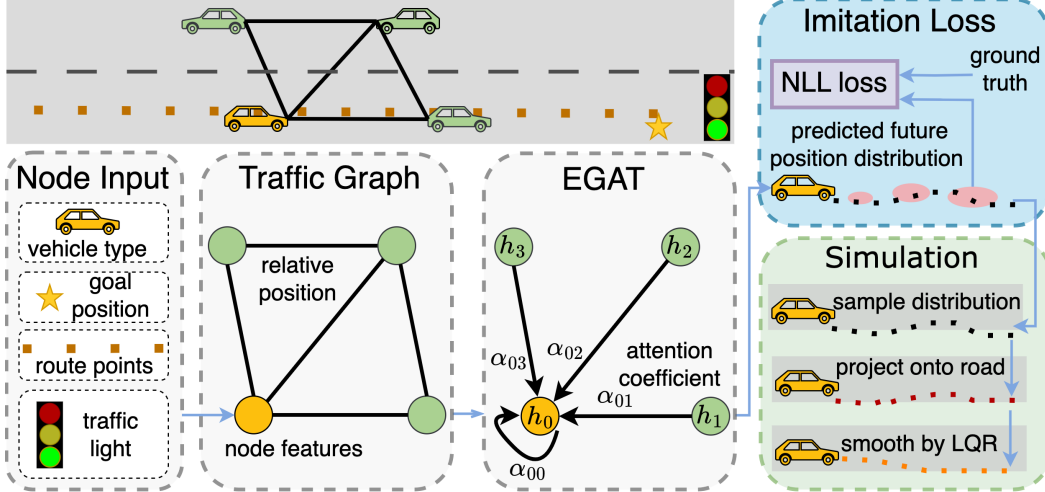 Node Input
vehicle type
goal
position
route points
traffic
light
Traffic Graph
relative
position
node features
EGAT
h₃
h₂
α₀₃
α₀₂
attention
coefficient
α₀₁
h₀
h₁
α₀₀
Imitation Loss
NLL loss
ground
truth
predicted future
position distribution
Simulation
sample distribution
project onto road
smooth by LQR